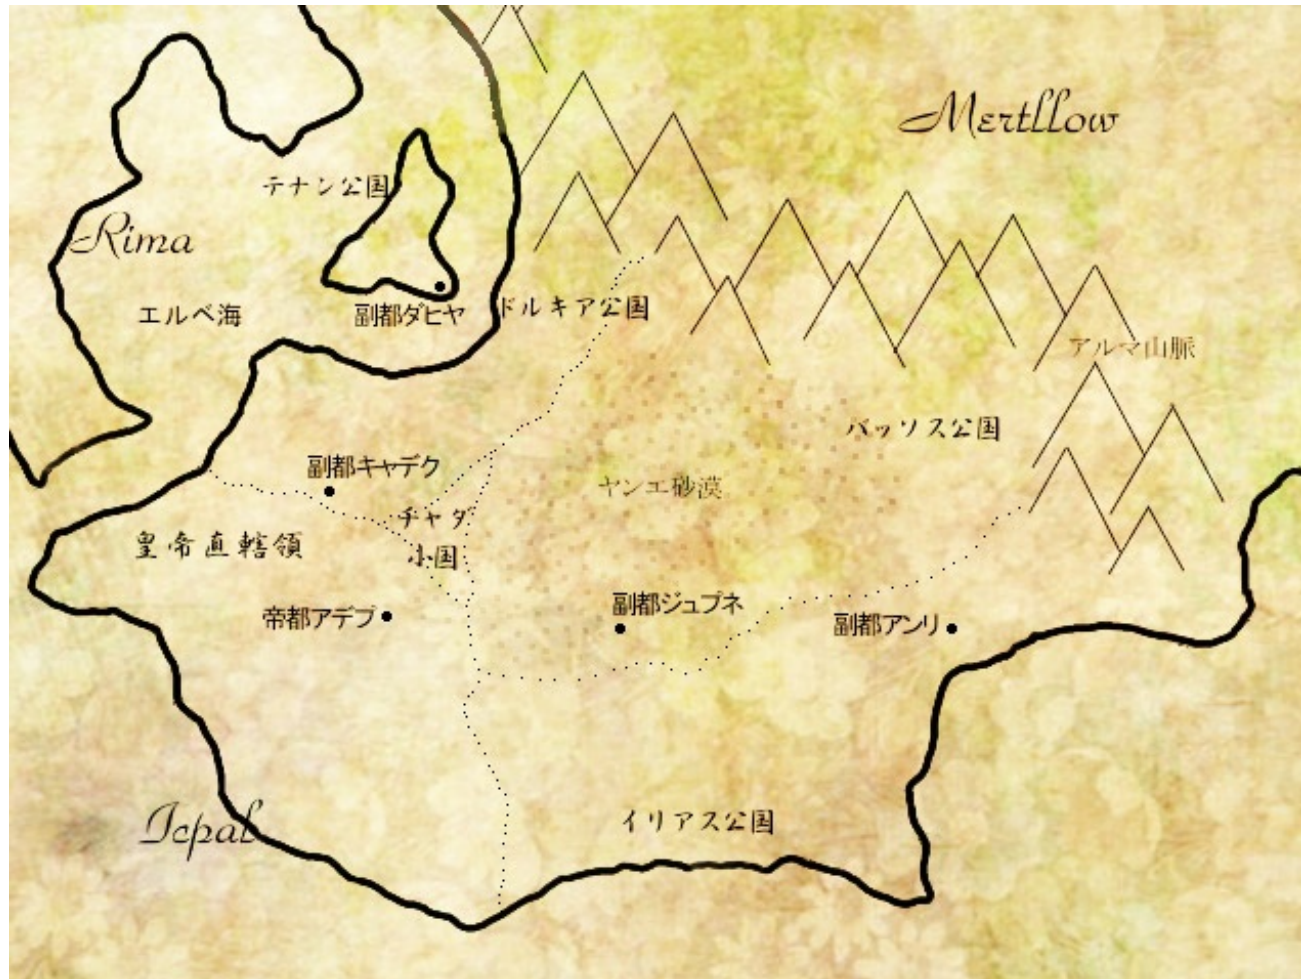 Mertllow
テナン公国
Rima
エルベ海
副都ダヒヤ
ドルキア公国
アルマ山脈
バッソス公国
副都キャデク
ヤンエ砂漠
チャダ
小国
皇帝直轄領
帝都アデプ
副都ジュプネ
副都アンリ
Icpal
イリアス公国